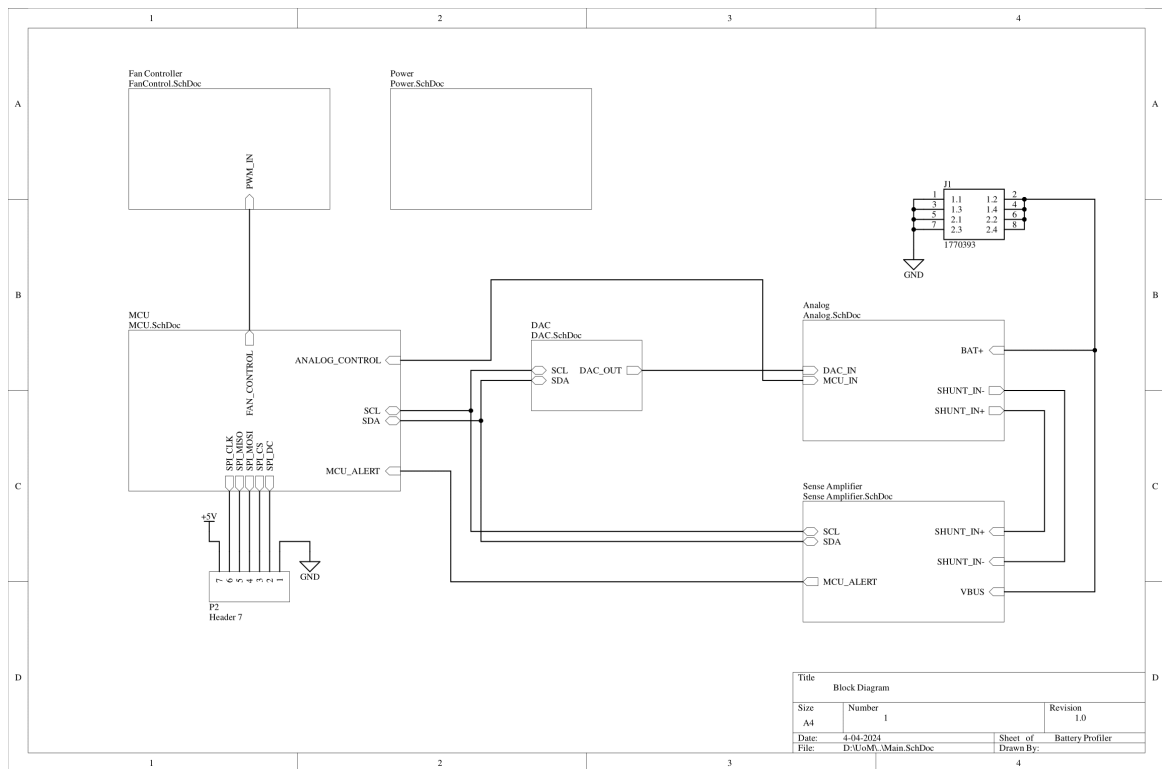 1 2 3 4
A A
B B
C C
D D
1 2 3 4
Fan Controller
FanControl.SchDoc
PWM_IN
Power
Power.SchDoc
J1
1 1.1 1.2 2
3 1.3 1.4 4
5 2.1 2.2 6
7 2.3 2.4 8
1770393
GND
MCU
MCU.SchDoc
FAN_CONTROL
ANALOG_CONTROL
SCL
SDA
MCU_ALERT
SPI_CLK
SPI_MISO
SPI_MOSI
SPI_CS
SPI_DC
+5V
GND
7 6 5 4 3 2 1
P2
Header 7
DAC
DAC.SchDoc
SCL DAC_OUT
SDA
Analog
Analog.SchDoc
BAT+
DAC_IN
MCU_IN
SHUNT_IN-
SHUNT_IN+
Sense Amplifier
Sense Amplifier.SchDoc
SCL SHUNT_IN+
SDA
SHUNT_IN-
MCU_ALERT
VBUS
Title
Block Diagram
Size Number Revision
A4 1 1.0
Date: 4-04-2024 Sheet of Battery Profiler
File: D:\UoM\..\Main.SchDoc Drawn By: